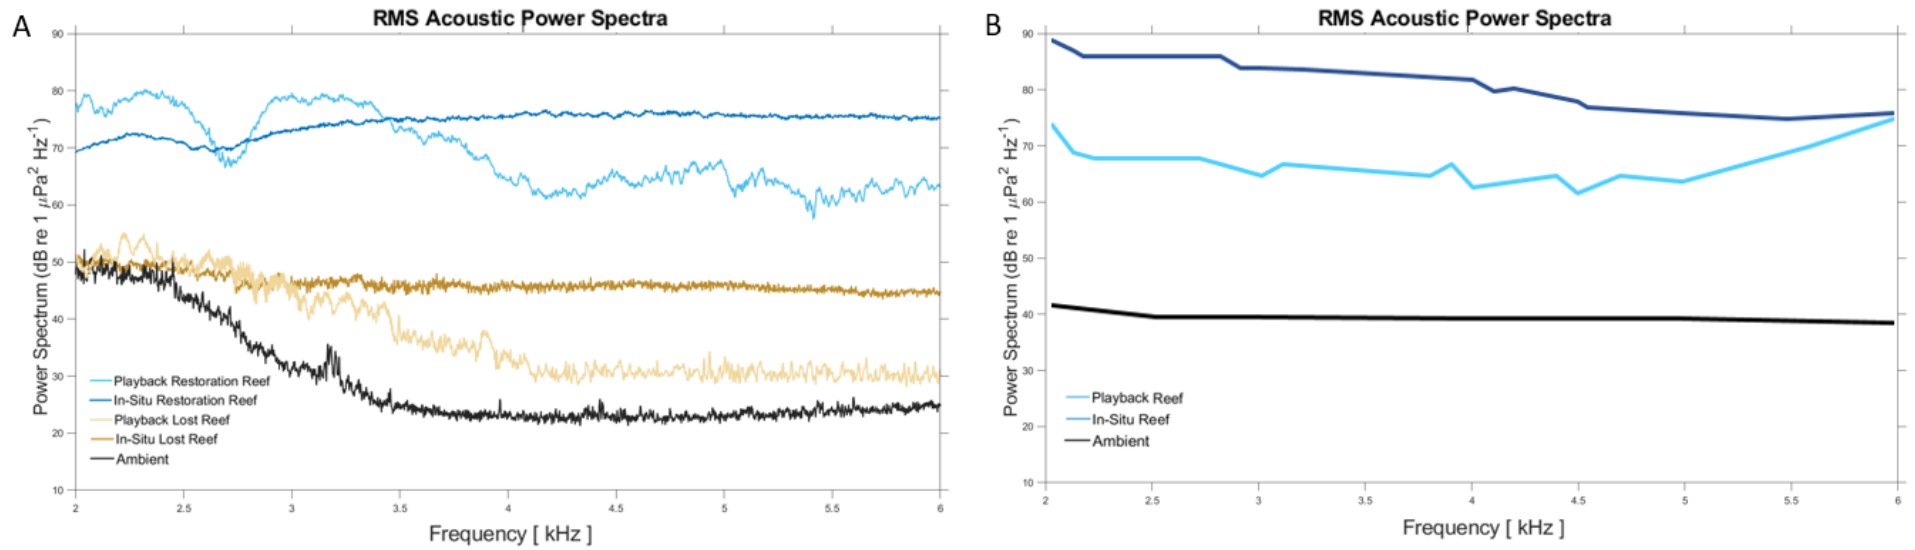 A
RMS Acoustic Power Spectra
Power Spectrum (dB re 1 μPa² Hz⁻¹)
90
80
70
60
50
40
30
20
10
Playback Restoration Reef
In-Situ Restoration Reef
Playback Lost Reef
In-Situ Lost Reef
Ambient
2 2.5 3 3.5 4 4.5 5 5.5 6
Frequency [ kHz ]
B
RMS Acoustic Power Spectra
Power Spectrum (dB re 1 μPa² Hz⁻¹)
90
80
70
60
50
40
30
20
10
Playback Reef
In-Situ Reef
Ambient
2 2.5 3 3.5 4 4.5 5 5.5 6
Frequency [ kHz ]